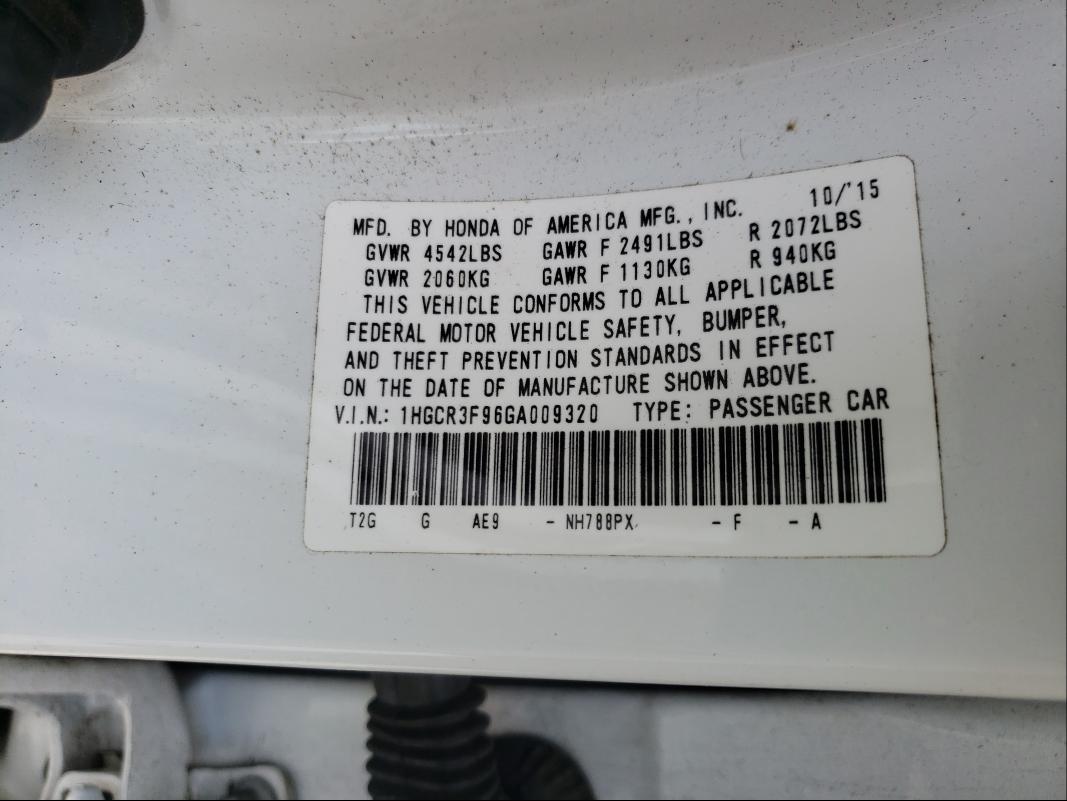 MFD. BY HONDA OF AMERICA MFG., INC. 10/'15
GVWR 4542LBS GAWR F 2491LBS R 2072LBS
GVWR 2060KG GAWR F 1130KG R 940KG
THIS VEHICLE CONFORMS TO ALL APPLICABLE
FEDERAL MOTOR VEHICLE SAFETY, BUMPER,
AND THEFT PREVENTION STANDARDS IN EFFECT
ON THE DATE OF MANUFACTURE SHOWN ABOVE.
V.I.N.: 1HGCR3F96GA009320 TYPE: PASSENGER CAR
T2G G AE9 - NH788PX - F - A